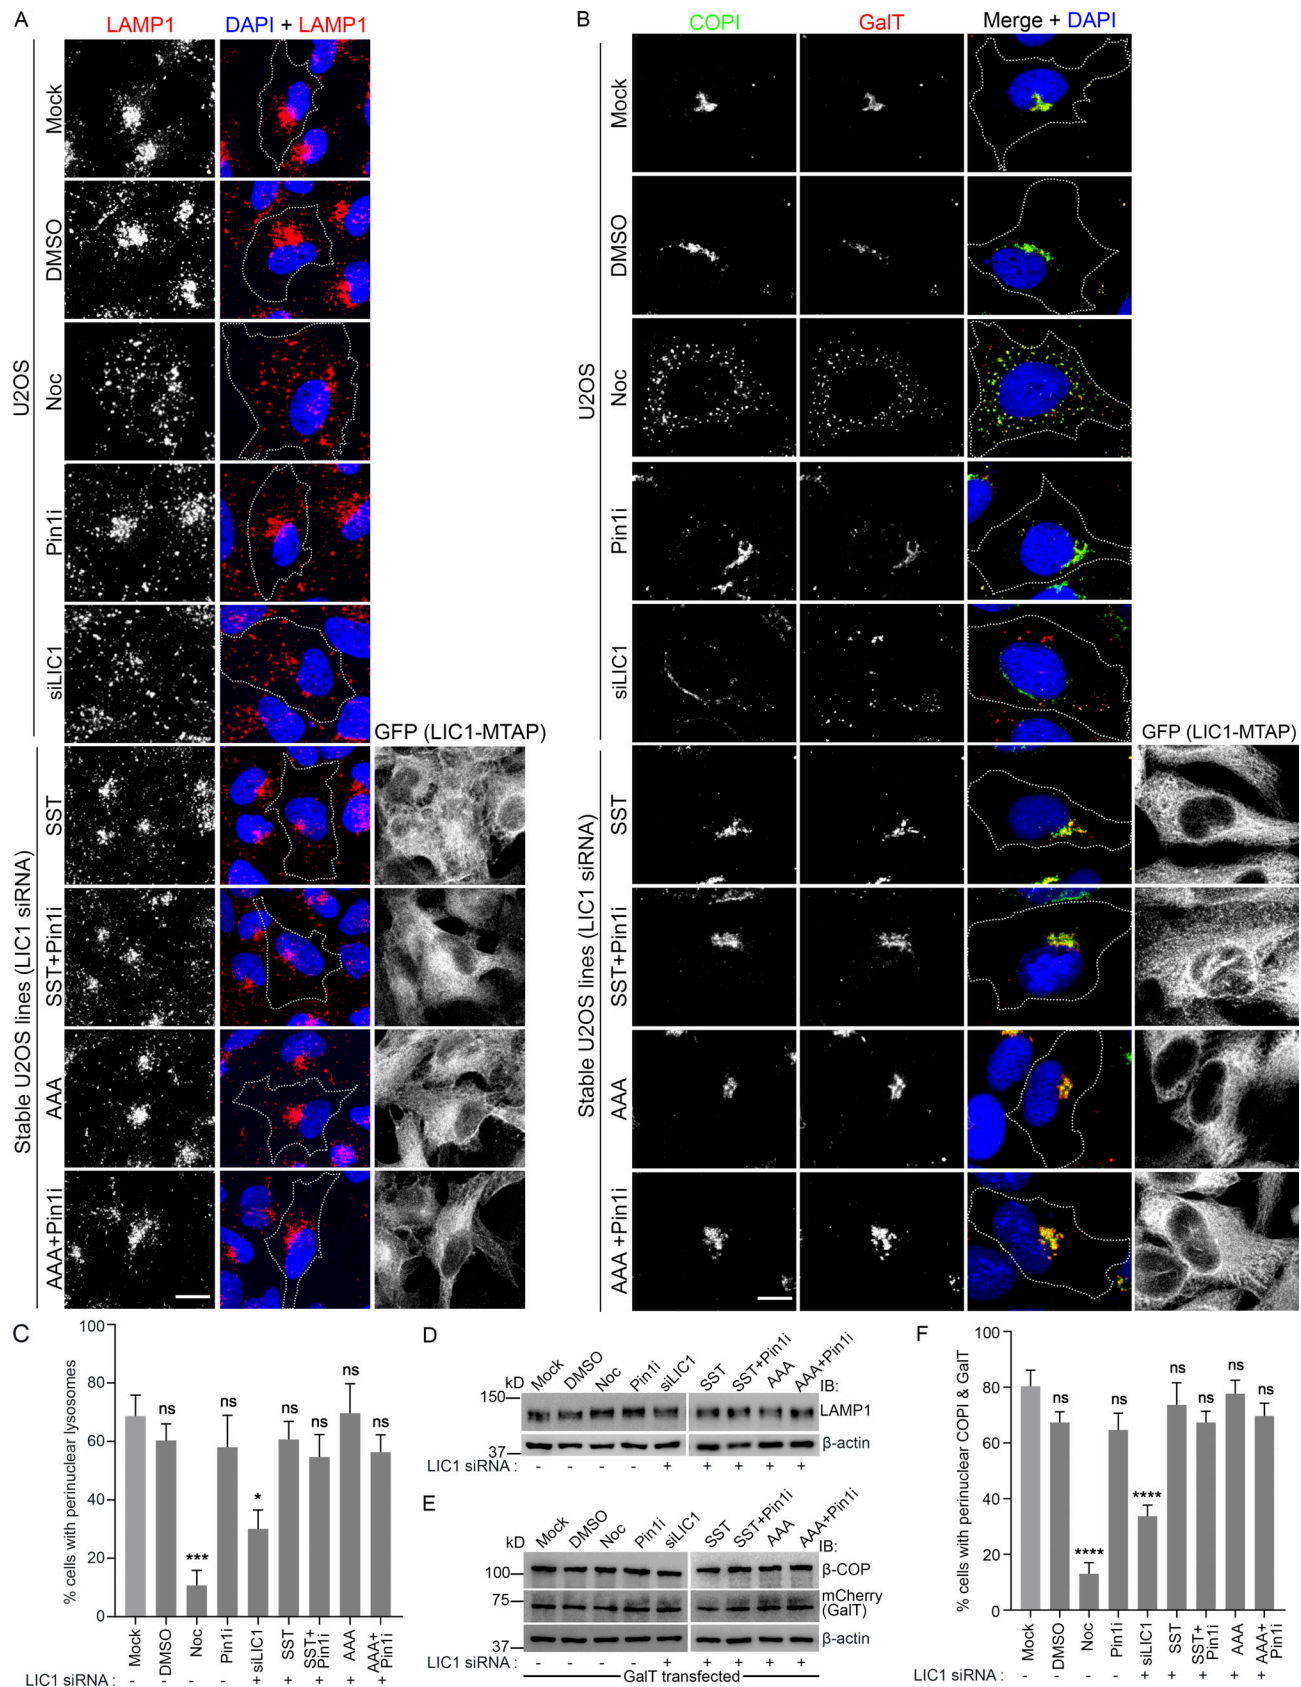 A
LAMP1
DAPI + LAMP1
U2OS
Mock
DMSO
Noc
Pin1i
siLIC1
GFP (LIC1-MTAP)
Stable U2OS lines (LIC1 siRNA)
SST
SST+Pin1i
AAA
AAA+Pin1i
B
COPI
GalT
Merge + DAPI
U2OS
Mock
DMSO
Noc
Pin1i
siLIC1
GFP (LIC1-MTAP)
Stable U2OS lines (LIC1 siRNA)
SST
SST+Pin1i
AAA
AAA +Pin1i
C
% cells with perinuclear lysosomes
100
80
60
40
20
0
ns
***
ns
*
ns
ns
ns
ns
Mock
DMSO
Noc
Pin1i
siLIC1
SST
SST+
Pin1i
AAA
AAA+
Pin1i
LIC1 siRNA : - - - - + + + + +
D
kD
Mock
DMSO
Noc
Pin1i
siLIC1
SST
SST+Pin1i
AAA
AAA+Pin1i
IB:
150
LAMP1
β-actin
37
LIC1 siRNA : - - - - + + + + +
E
kD
Mock
DMSO
Noc
Pin1i
siLIC1
SST
SST+Pin1i
AAA
AAA+Pin1i
IB:
100
β-COP
75
mCherry
(GalT)
37
β-actin
LIC1 siRNA : - - - - + + + + +
GalT transfected
F
% cells with perinuclear COPI & GalT
100
80
60
40
20
0
ns
****
ns
****
ns
ns
ns
ns
Mock
DMSO
Noc
Pin1i
siLIC1
SST
SST+
Pin1i
AAA
AAA+
Pin1i
LIC1 siRNA : - - - - + + + + +